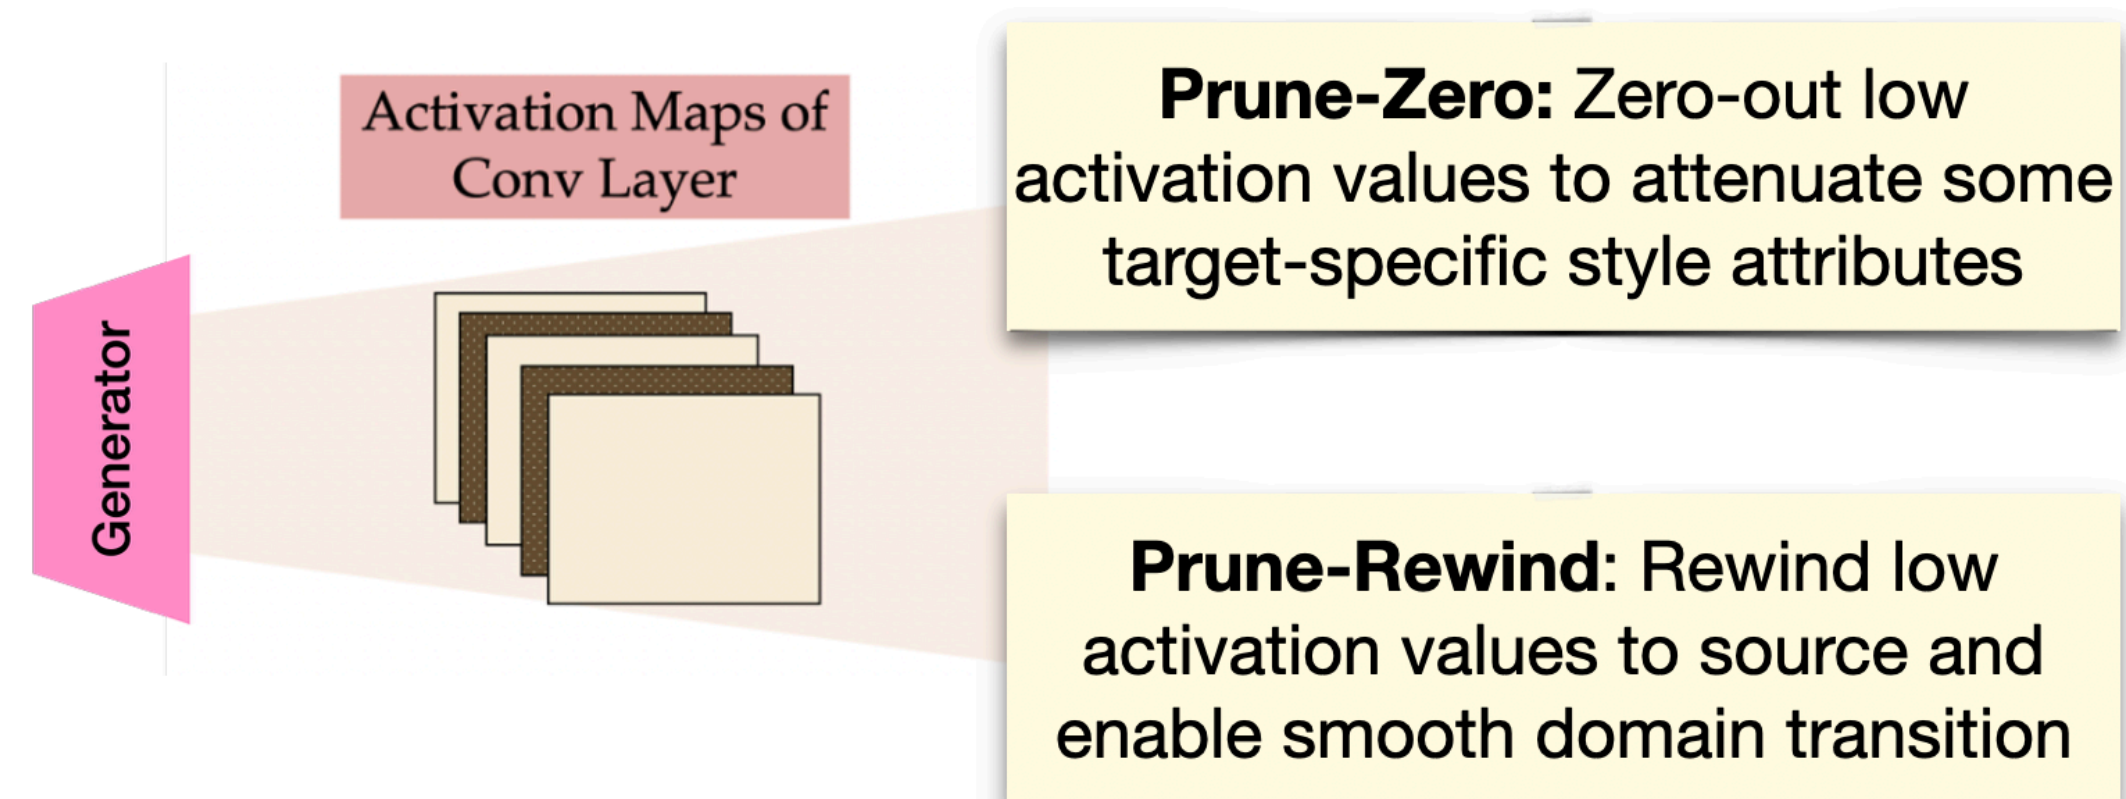 Generator
Activation Maps of
Conv Layer
Prune-Zero: Zero-out low
activation values to attenuate some
target-specific style attributes
Prune-Rewind: Rewind low
activation values to source and
enable smooth domain transition